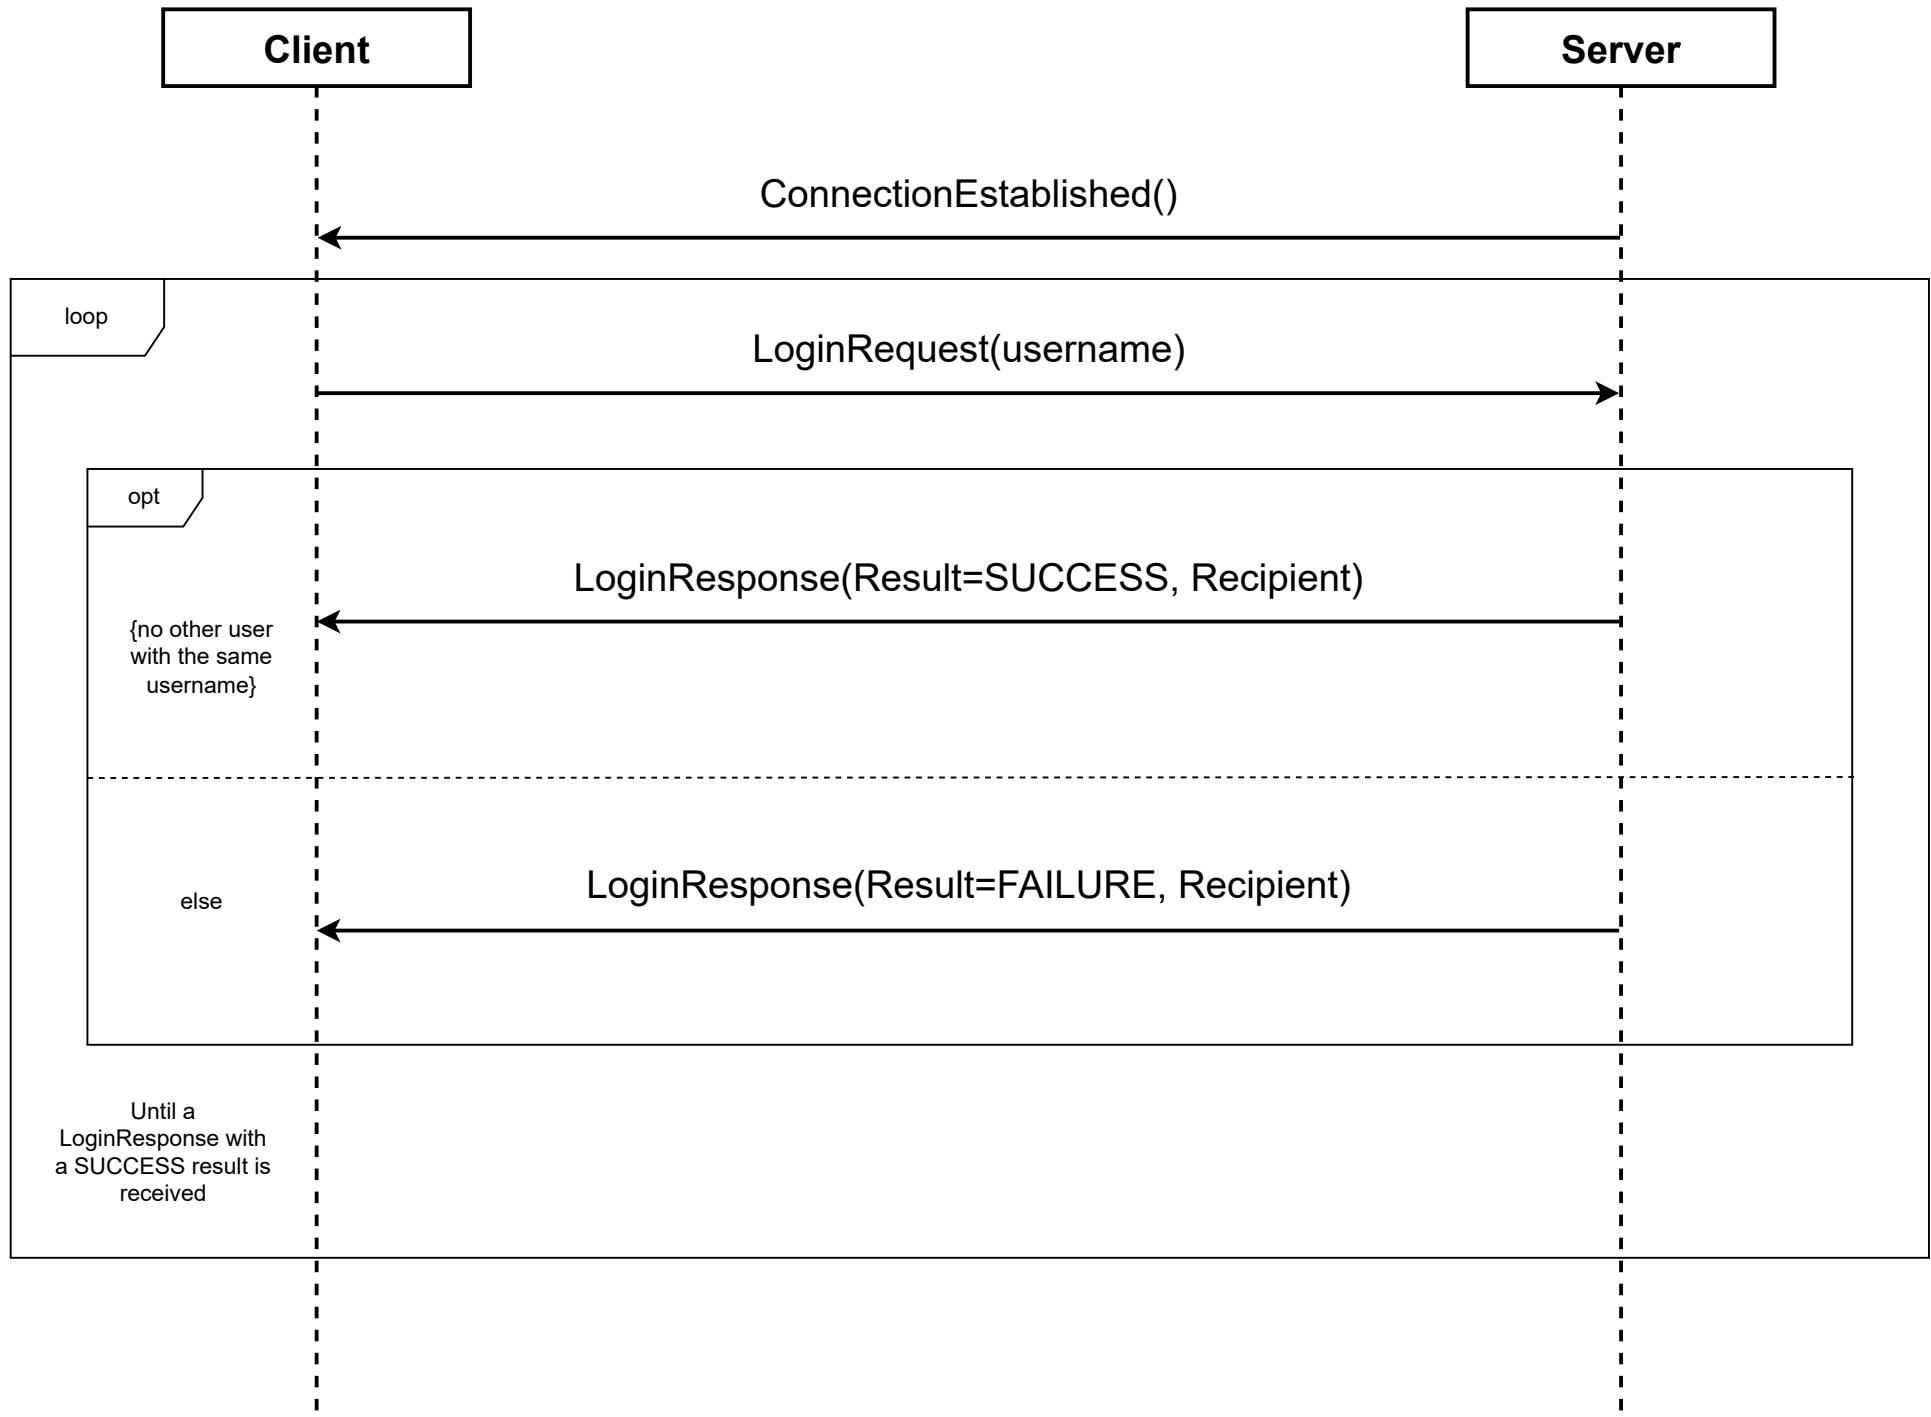 Client
Server
ConnectionEstablished()
loop
LoginRequest(username)
opt
LoginResponse(Result=SUCCESS, Recipient)
{no other user
with the same
username}
LoginResponse(Result=FAILURE, Recipient)
else
Until a
LoginResponse with
a SUCCESS result is
received